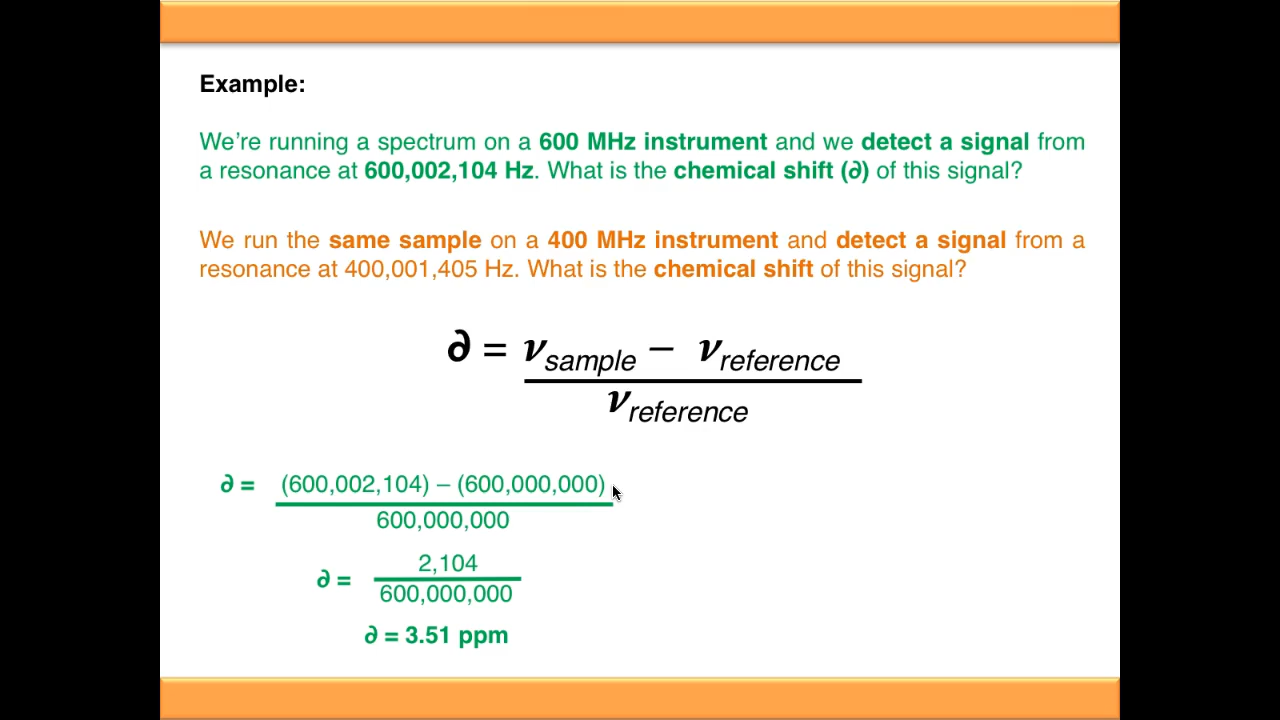 Example:
We’re running a spectrum on a 600 MHz instrument and we detect a signal from
a resonance at 600,002,104 Hz. What is the chemical shift (∂) of this signal?
We run the same sample on a 400 MHz instrument and detect a signal from a
resonance at 400,001,405 Hz. What is the chemical shift of this signal?
∂ = νsample − νreference
νreference
∂ = (600,002,104) – (600,000,000)
600,000,000
∂ = 2,104
600,000,000
∂ = 3.51 ppm